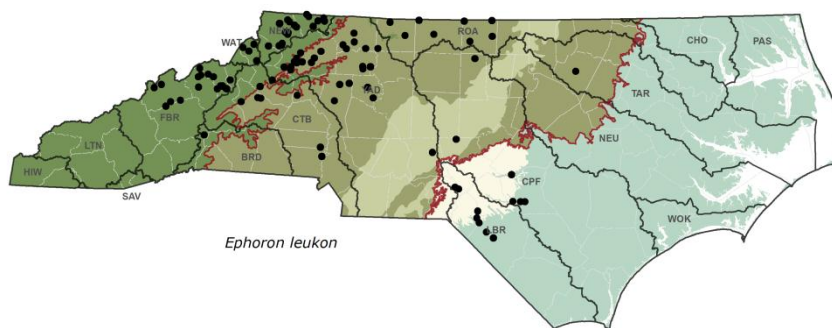 NEW
WAT
ROA
CHO
PAS
YAD
TAR
FBR
CTB
LTN
NEU
BRD
HIW
CPF
SAV
WOK
LBR
Ephoron leukon